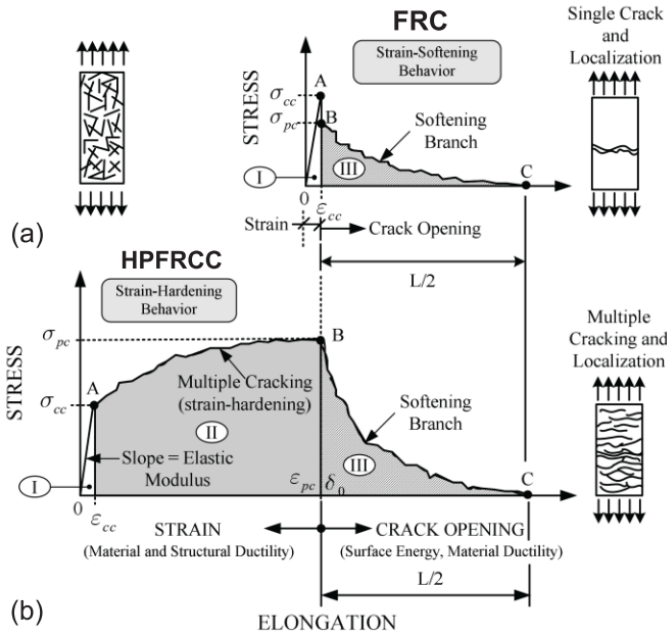 FRC
Strain-Softening
Behavior
Single Crack
and
Localization
STRESS
A
σcc
σpc
B
Softening
Branch
I
III
C
0
εcc
(a)
Strain
Crack Opening
HPFRCC
L/2
Strain-Hardening
Behavior
STRESS
σpc
B
Multiple
Cracking and
Localization
A
Multiple Cracking
(strain-hardening)
σcc
Softening
Branch
II
Slope = Elastic
Modulus
III
I
εpc
δ0
C
0
εcc
STRAIN
CRACK OPENING
(Material and Structural Ductility)
(Surface Energy, Material Ductility)
L/2
(b)
ELONGATION